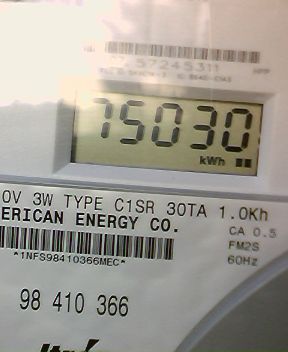 57245311
75030
kWh
0V 3W TYPE C1SR 30TA 1.0Kh
ERICAN ENERGY CO.
CA 0.5
FM2S
*1NFS98410366MEC*
60Hz
98 410 366